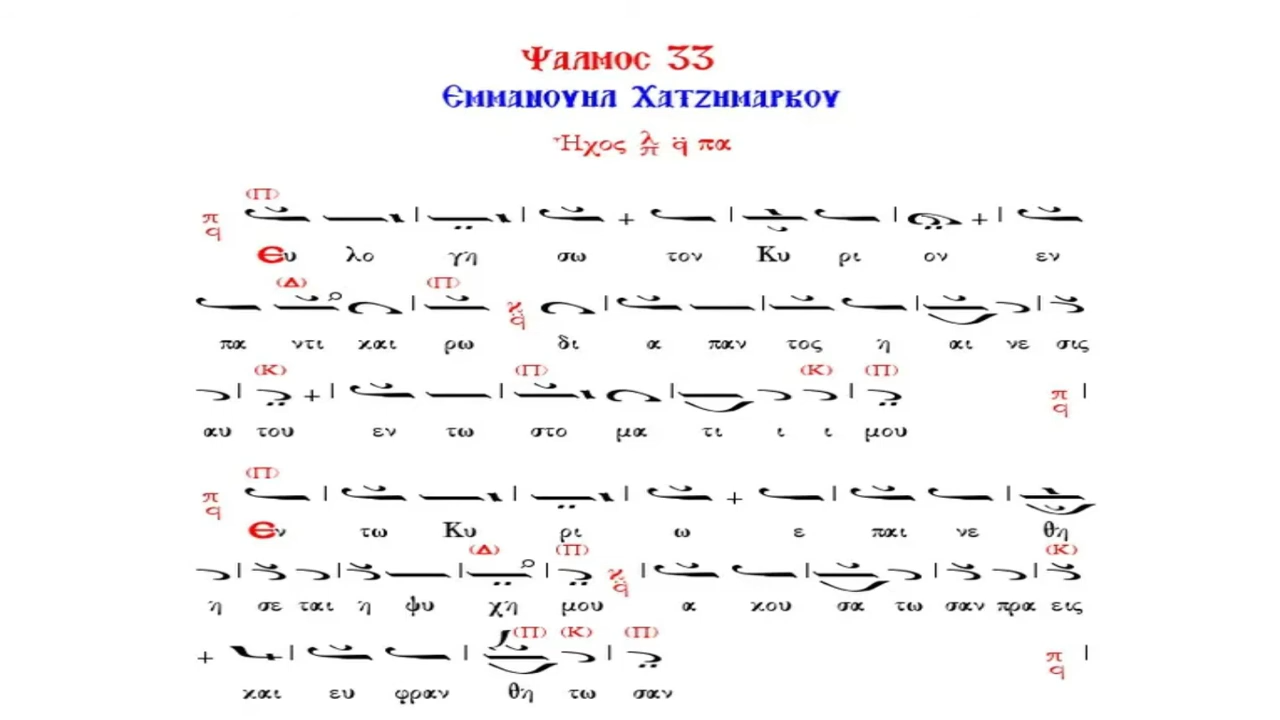 Ψαλμος 33
Εμμανουηλ Χατζημαρκου
Ἦχος λ π q πα
(Π)
π q
Ευ λο γη σω τον Κυ ρι ον εν
(Δ) (Π)
πα ντι και ρω δι α παν τος η αι νε σις
(Κ) (Π) (Κ) (Π)
αυ του εν τω στο μα τι ι ι μου
π q
(Π)
π q
Εν τω Κυ ρι ω ε παι νε θη
(Δ) (Π) (Κ)
η σε ται η ψυ χη μου α κου σα τω σαν πρα εις
(Π) (Κ) (Π)
και ευ φραν θη τω σαν
π q